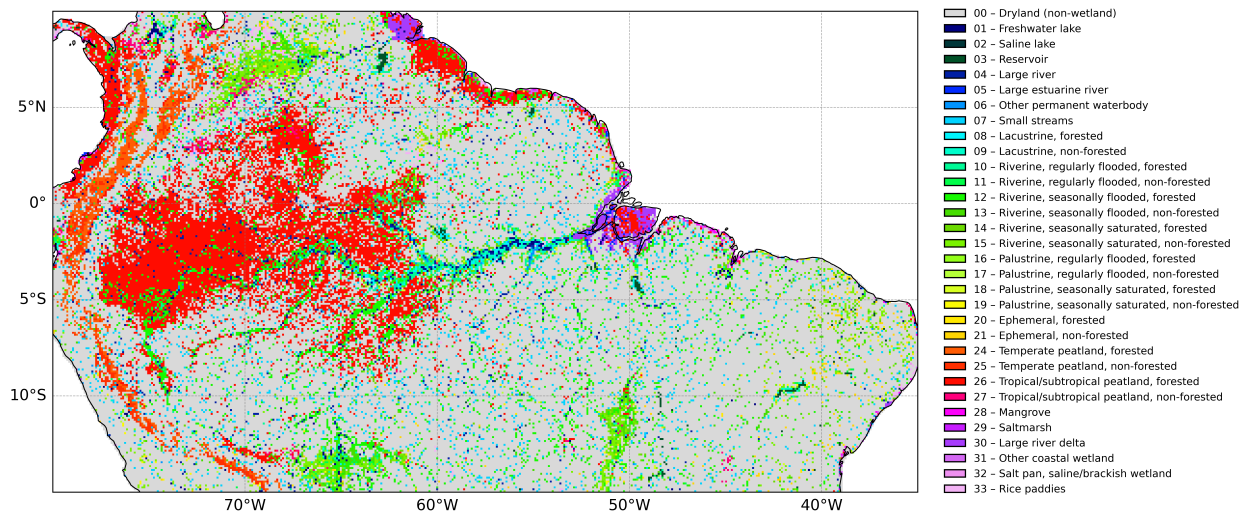 5°N
0°
5°S
10°S
70°W
60°W
50°W
40°W
00 – Dryland (non-wetland)
01 – Freshwater lake
02 – Saline lake
03 – Reservoir
04 – Large river
05 – Large estuarine river
06 – Other permanent waterbody
07 – Small streams
08 – Lacustrine, forested
09 – Lacustrine, non-forested
10 – Riverine, regularly flooded, forested
11 – Riverine, regularly flooded, non-forested
12 – Riverine, seasonally flooded, forested
13 – Riverine, seasonally flooded, non-forested
14 – Riverine, seasonally saturated, forested
15 – Riverine, seasonally saturated, non-forested
16 – Palustrine, regularly flooded, forested
17 – Palustrine, regularly flooded, non-forested
18 – Palustrine, seasonally saturated, forested
19 – Palustrine, seasonally saturated, non-forested
20 – Ephemeral, forested
21 – Ephemeral, non-forested
24 – Temperate peatland, forested
25 – Temperate peatland, non-forested
26 – Tropical/subtropical peatland, forested
27 – Tropical/subtropical peatland, non-forested
28 – Mangrove
29 – Saltmarsh
30 – Large river delta
31 – Other coastal wetland
32 – Salt pan, saline/brackish wetland
33 – Rice paddies